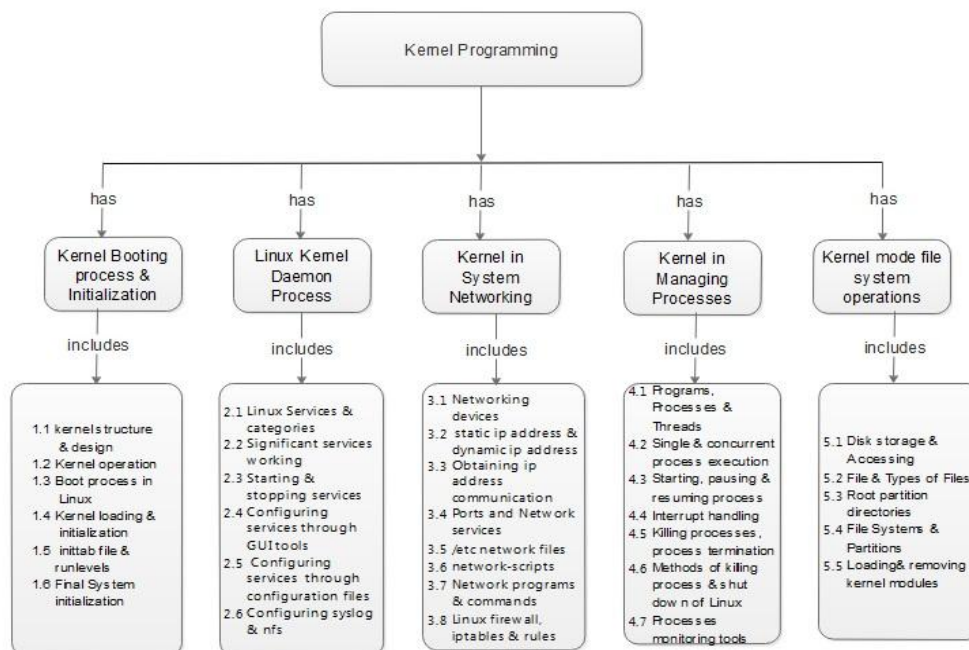 Kernel Programming
has
has
has
has
has
Kernel Booting
process &
Initialization
Linux Kernel
Daemon
Process
Kernel in
System
Networking
Kernel in
Managing
Processes
Kernel mode file
system
operations
includes
includes
includes
includes
includes
1.1 kernel structure
& design
1.2 Kernel operation
1.3 Boot process in
Linux
1.4 Kernel loading &
initialization
1.5 inittab file &
runlevels
1.6 Final System
initialization
2.1 Linux Services &
categories
2.2 Significant services
working
2.3 Starting &
stopping services
2.4 Configuring
services through
GUI tools
2.5 Configuring
services through
configuration files
2.6 Configuring syslog
& nfs
3.1 Networking
devices
3.2 static ip address &
dynamic ip address
3.3 Obtaining ip
address
communication
3.4 Ports and Network
services
3.5 /etc network files
3.6 network-scripts
3.7 Network programs
& commands
3.8 Linux firewall,
iptables & rules
4.1 Programs,
Processes &
Threads
4.2 Single & concurrent
process execution
4.3 Starting, pausing &
resuming process
4.4 Interrupt handling
4.5 Killing processes,
process termination
4.6 Methods of killing
process & shut
down of Linux
4.7 Processes
monitoring tools
5.1 Disk storage &
Accessing
5.2 File & Types of Files
5.3 Root partition
directories
5.4 File Systems &
Partitions
5.5 Loading& removing
kernel modules